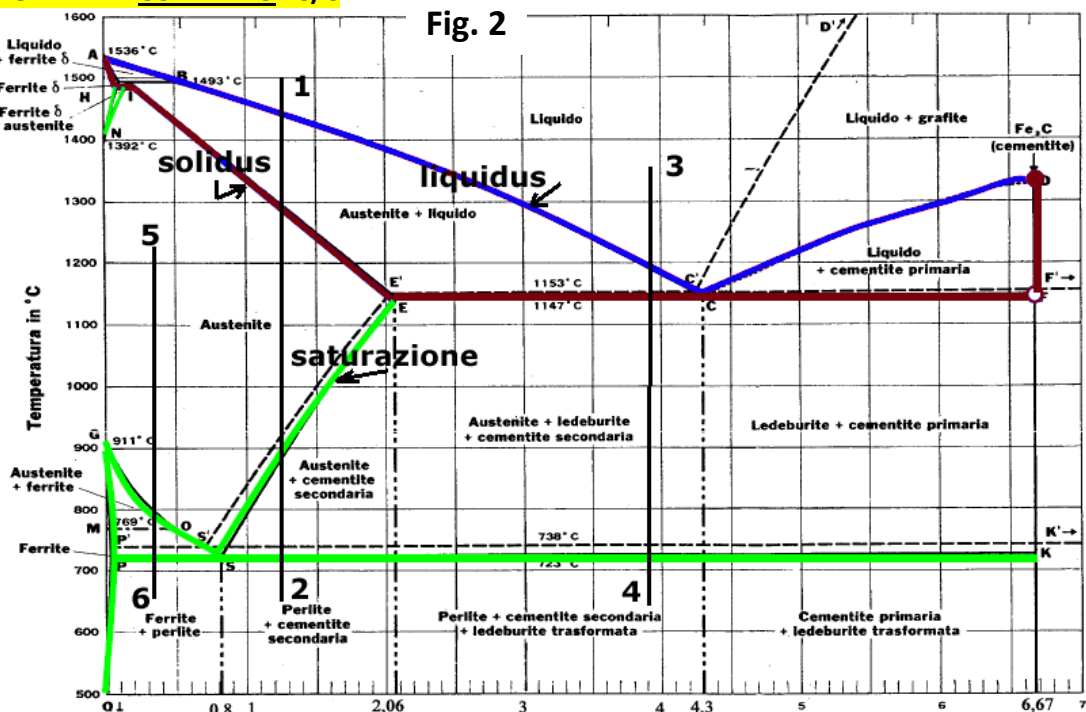 Fig. 2
1600
D'
A
1536°C
Liquido
+ ferrite δ
1500
B
1493°C
1
Ferrite δ
H
I
Ferrite δ
austenite
N
1392°C
1400
Liquido
Liquido + grafite
Fe₃C
(cementite)
solidus
liquidus
3
D
1300
Austenite + liquido
5
Liquido
+ cementite primaria
1200
E'
1153°C
C'
F'→
E
1147°C
C
F
1100
Austenite
saturazione
Temperatura in °C
1000
Austenite + ledeburite
+ cementite secondaria
Ledeburite + cementite primaria
G
911°C
900
Austenite
+ cementite
secondaria
Austenite
+ ferrite
800
M
769°C
O
S'
P'
738°C
K'→
Ferrite
P
S
723°C
K
700
6
2
4
Ferrite
+ perlite
Perlite
+ cementite
secondaria
Perlite + cementite secondaria
+ ledeburite trasformata
Cementite primaria
+ ledeburite trasformata
600
500
0,8
1
2,06
3
4
4,3
5
6
6,67